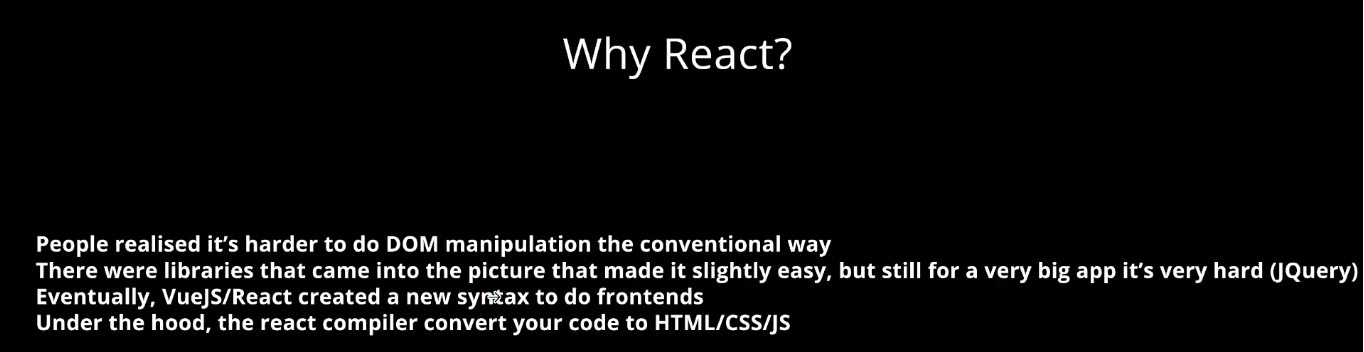 Why React?
People realised it’s harder to do DOM manipulation the conventional way
There were libraries that came into the picture that made it slightly easy, but still for a very big app it’s very hard (JQuery)
Eventually, VueJS/React created a new syntax to do frontends
Under the hood, the react compiler convert your code to HTML/CSS/JS